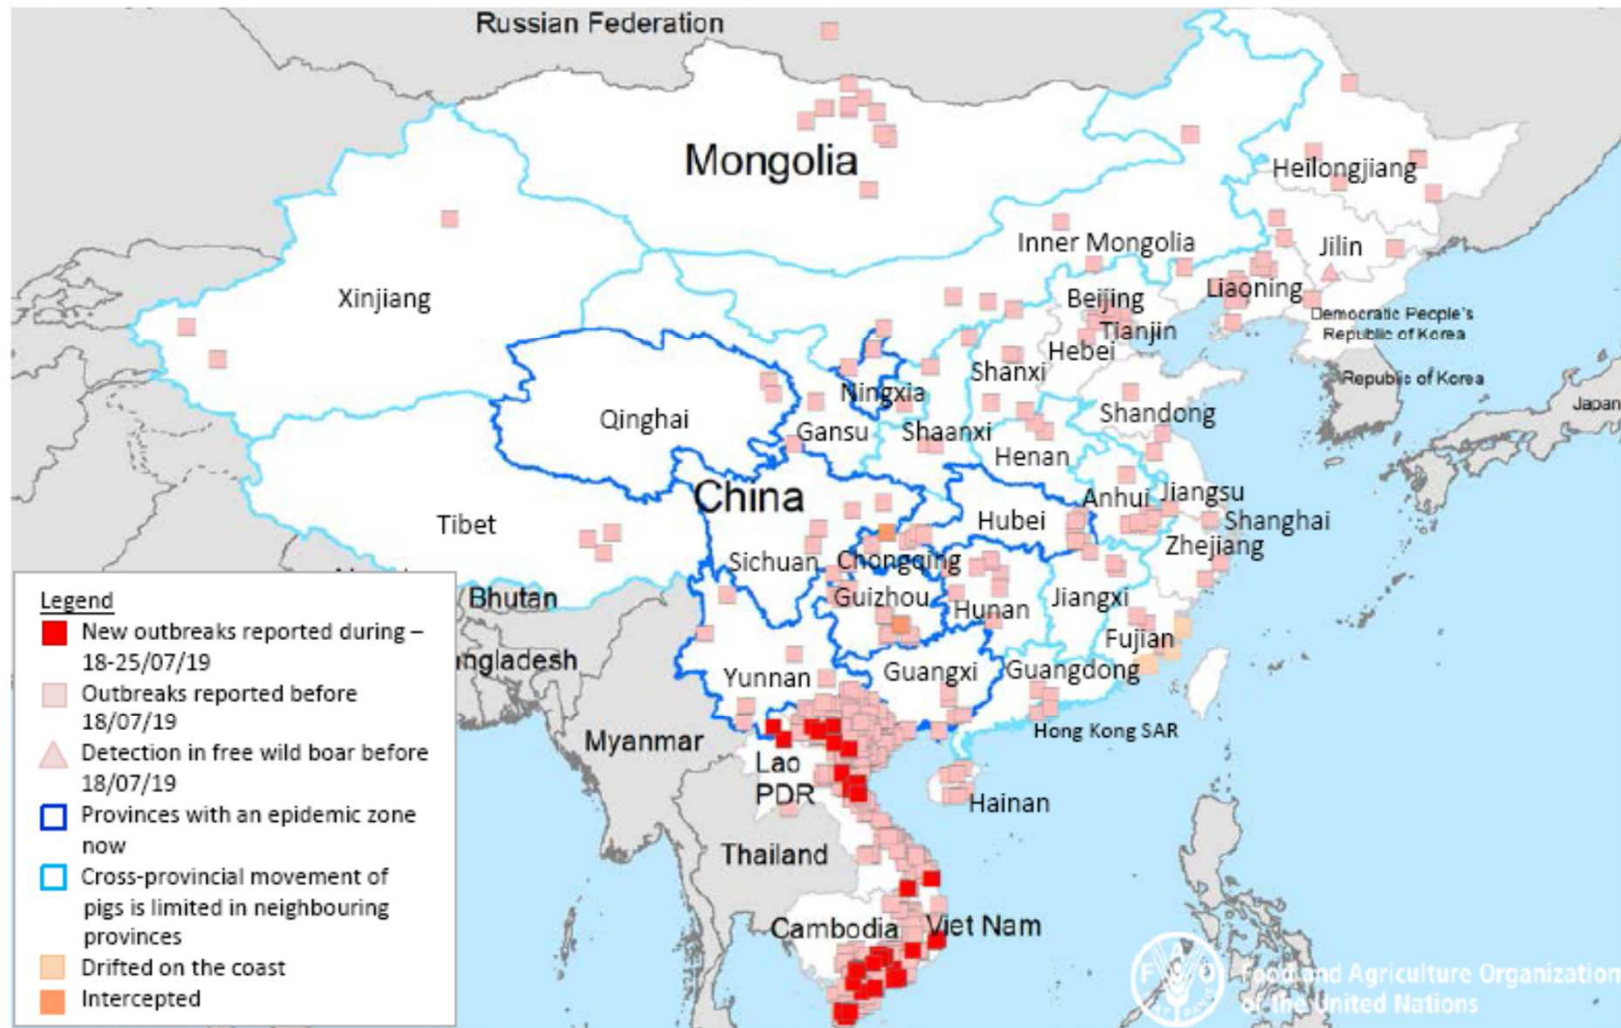 Russian Federation
Mongolia
Heilongjiang
Inner Mongolia
Jilin
Xinjiang
Beijing
Liaoning
Democratic People's
Republic of Korea
Tianjin
Hebei
Shanxi
Republic of Korea
Ningxia
Japan
Qinghai
Gansu
Shaanxi
Shandong
Henan
China
Anhui
Jiangsu
Tibet
Hubei
Shanghai
Zhejiang
Sichuan
Chongqing
Bhutan
Guizhou
Hunan
Jiangxi
Fujian
ngladesh
Yunnan
Guangxi
Guangdong
Hong Kong SAR
Myanmar
Lao
PDR
Hainan
Thailand
Cambodia
Viet Nam
Legend
New outbreaks reported during –
18-25/07/19
Outbreaks reported before
18/07/19
Detection in free wild boar before
18/07/19
Provinces with an epidemic zone
now
Cross-provincial movement of
pigs is limited in neighbouring
provinces
Drifted on the coast
Intercepted
Food and Agriculture Organization
of the United Nations